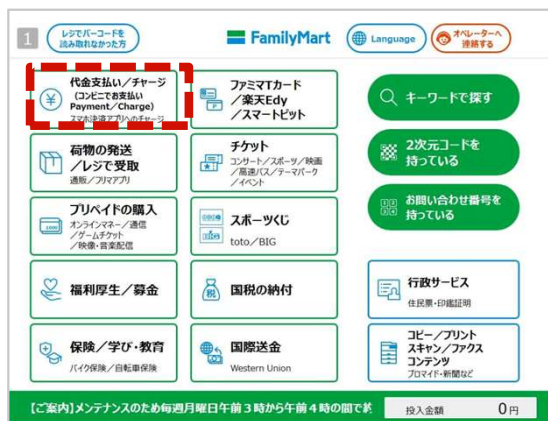 1
レジでバーコードを
読み取れなかった方
FamilyMart
Language
オペレーターへ
連絡する
代金支払い/チャージ
(コンビニでお支払い
Payment/Charge)
スマホ決済アプリへのチャージ
ファミマTカード
/楽天Edy
/スマートピット
キーワードで探す
荷物の発送
/レジで受取
通販/フリマアプリ
チケット
コンサート/スポーツ/映画
/高速バス/テーマパーク
/イベント
2次元コードを
持っている
プリペイドの購入
オンラインマネー/通信
/ゲームチケット
/映像・音楽配信
スポーツくじ
toto/BIG
お問い合わせ番号を
持っている
福利厚生/募金
国税の納付
行政サービス
住民票・印鑑証明
保険/学び・教育
バイク保険/自転車保険
国際送金
Western Union
コピー/プリント
スキャン/ファクス
コンテンツ
ブロマイド・新聞など
【ご案内】メンテナンスのため毎週月曜日午前3時から午前4時の間で約
投入金額 0円